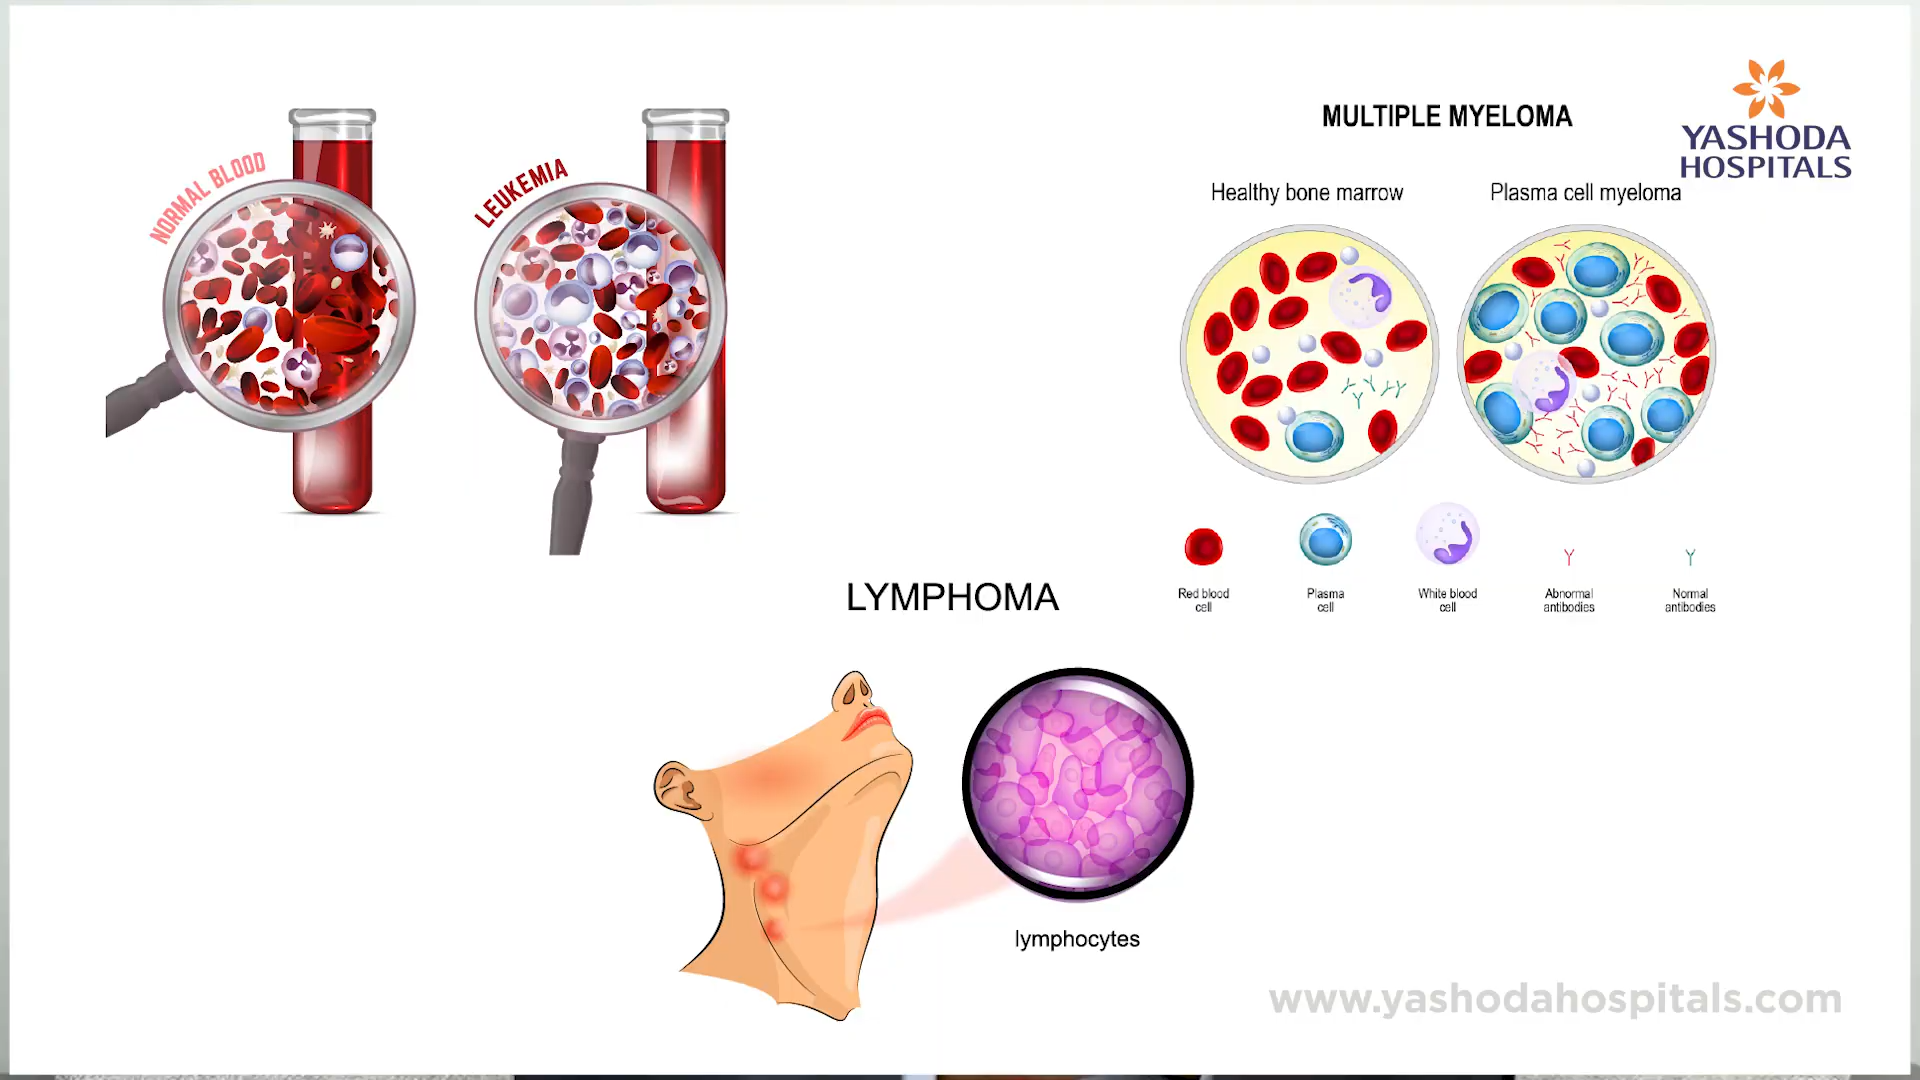 NORMAL BLOOD
LEUKEMIA
MULTIPLE MYELOMA
YASHODA
HOSPITALS
Healthy bone marrow
Plasma cell myeloma
Red blood
cell
Plasma
cell
White blood
cell
Abnormal
antibodies
Normal
antibodies
LYMPHOMA
lymphocytes
www.yashodahospitals.com